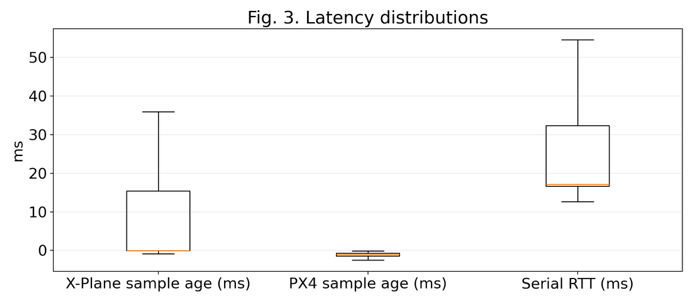 Fig. 3. Latency distributions
ms
50
40
30
20
10
0
X-Plane sample age (ms) PX4 sample age (ms) Serial RTT (ms)